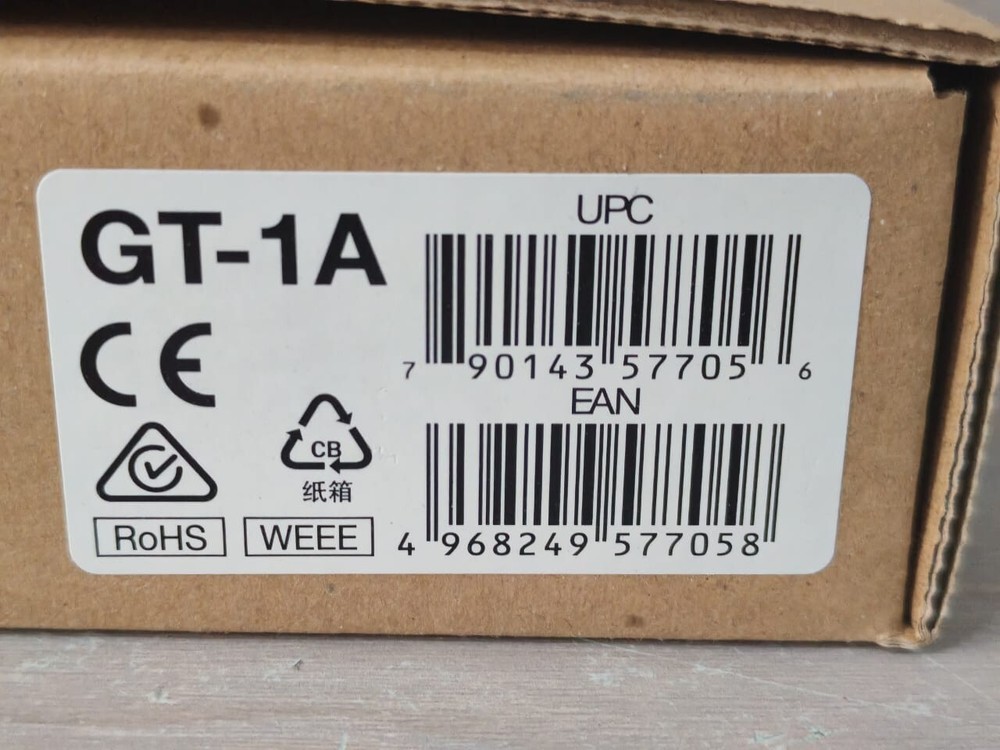 GT-1A
CE
CB
纸箱
RoHS
WEEE
UPC
7 90143 57705 6
EAN
4 968249 577058